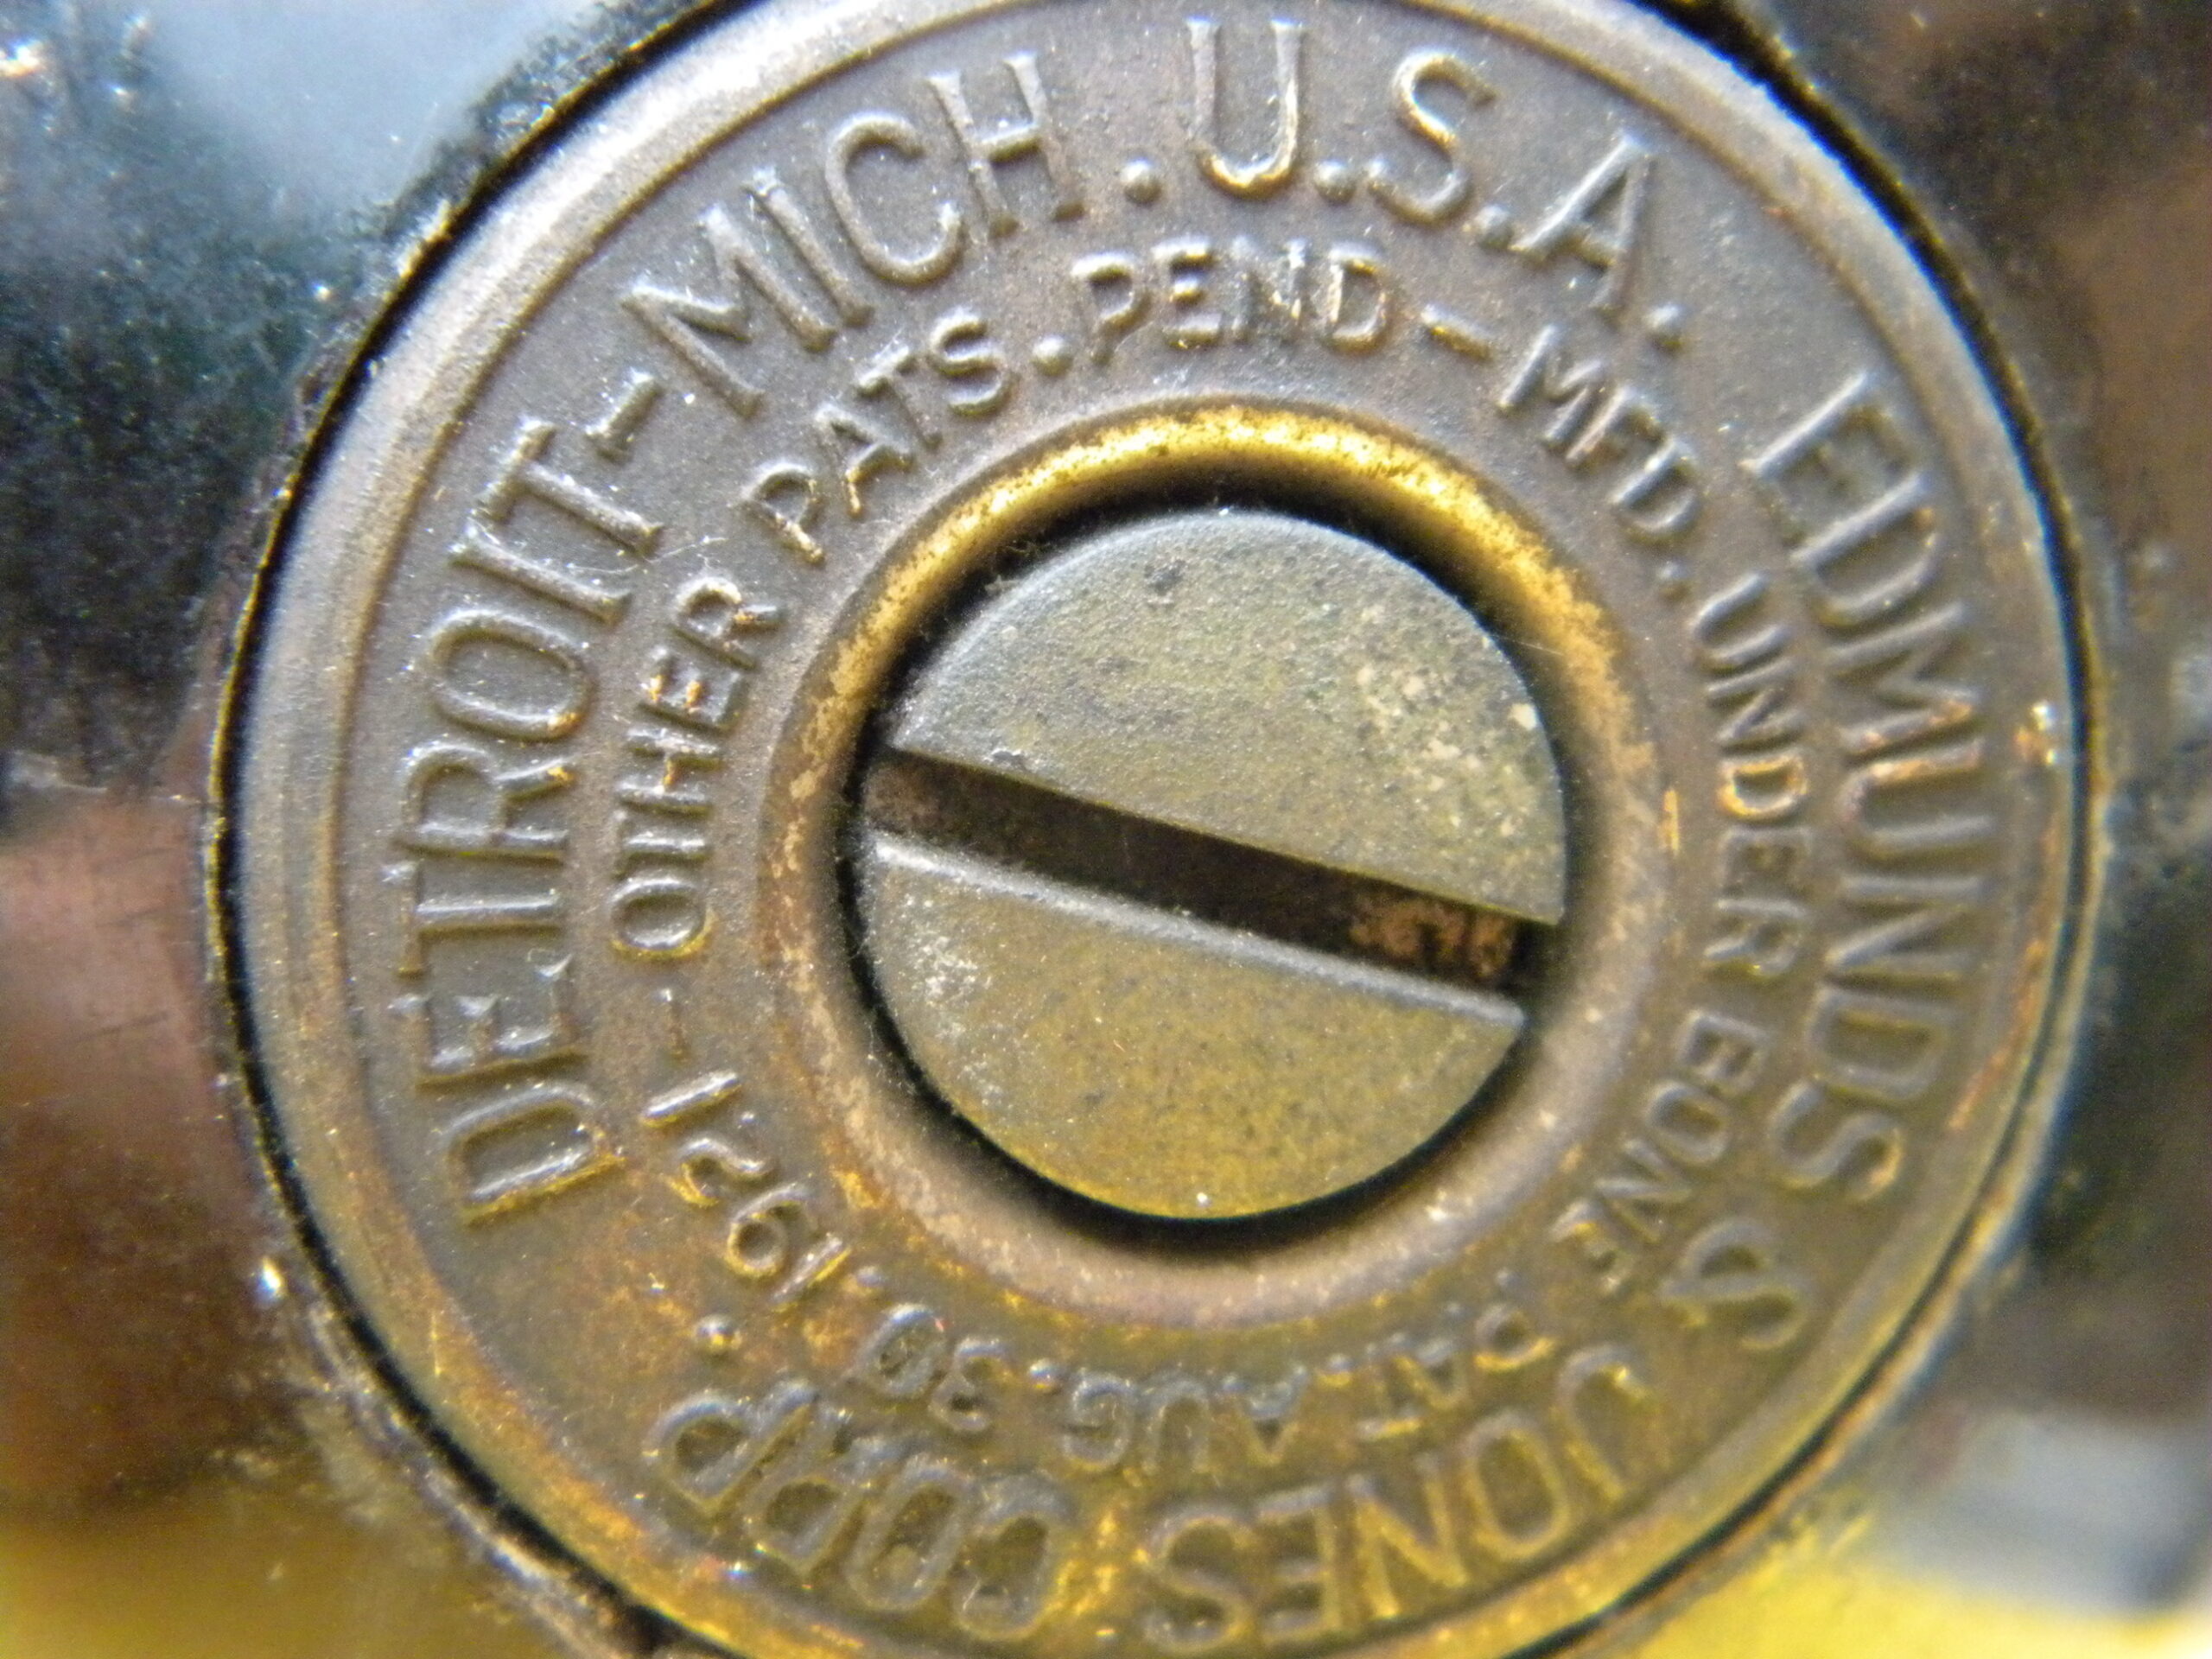 EDMUNDS & JONES CORP. DETROIT-MICH. U.S.A.
MFD. UNDER BONE PAT. AUG. 30. 1921 - OTHER PATS. PEND -